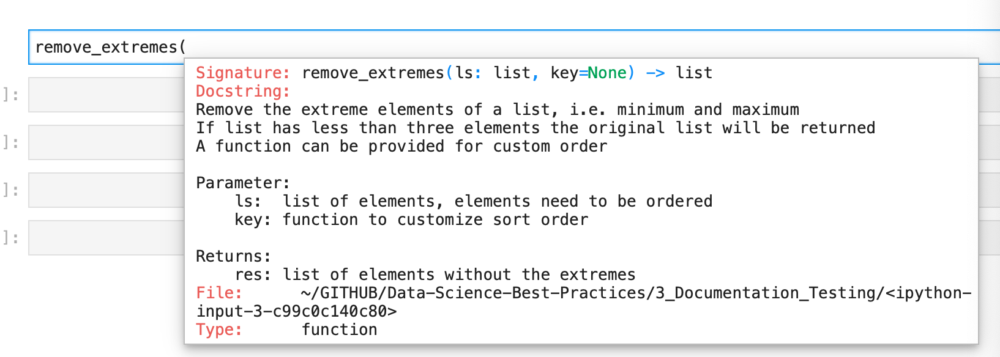 remove_extremes(
Signature: remove_extremes(ls: list, key=None) -> list
Docstring:
Remove the extreme elements of a list, i.e. minimum and maximum
If list has less than three elements the original list will be returned
A function can be provided for custom order
Parameter:
ls: list of elements, elements need to be ordered
key: function to customize sort order
Returns:
res: list of elements without the extremes
File: ~/GITHUB/Data-Science-Best-Practices/3_Documentation_Testing/<ipython-
input-3-c99c0c140c80>
Type: function
]:
]:
]:
]: